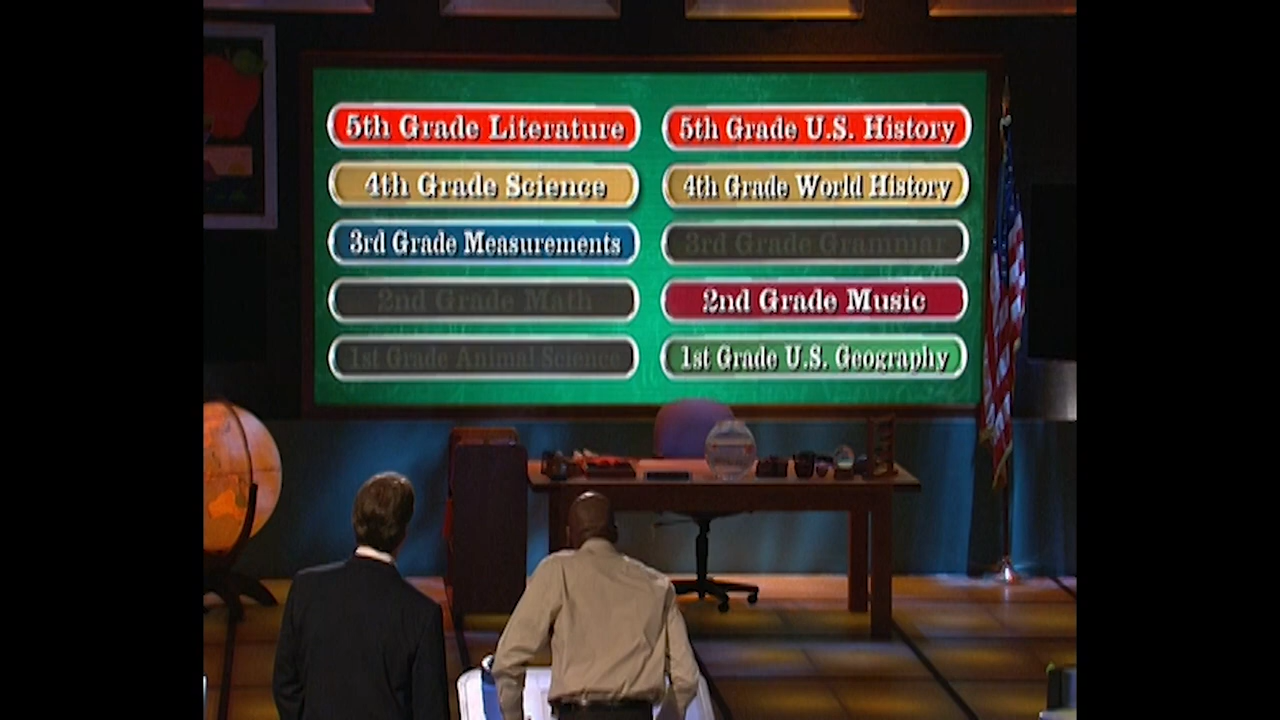 5th Grade Literature
5th Grade U.S. History
4th Grade Science
4th Grade World History
3rd Grade Measurements
3rd Grade Grammar
2nd Grade Math
2nd Grade Music
1st Grade Animal Science
1st Grade U.S. Geography